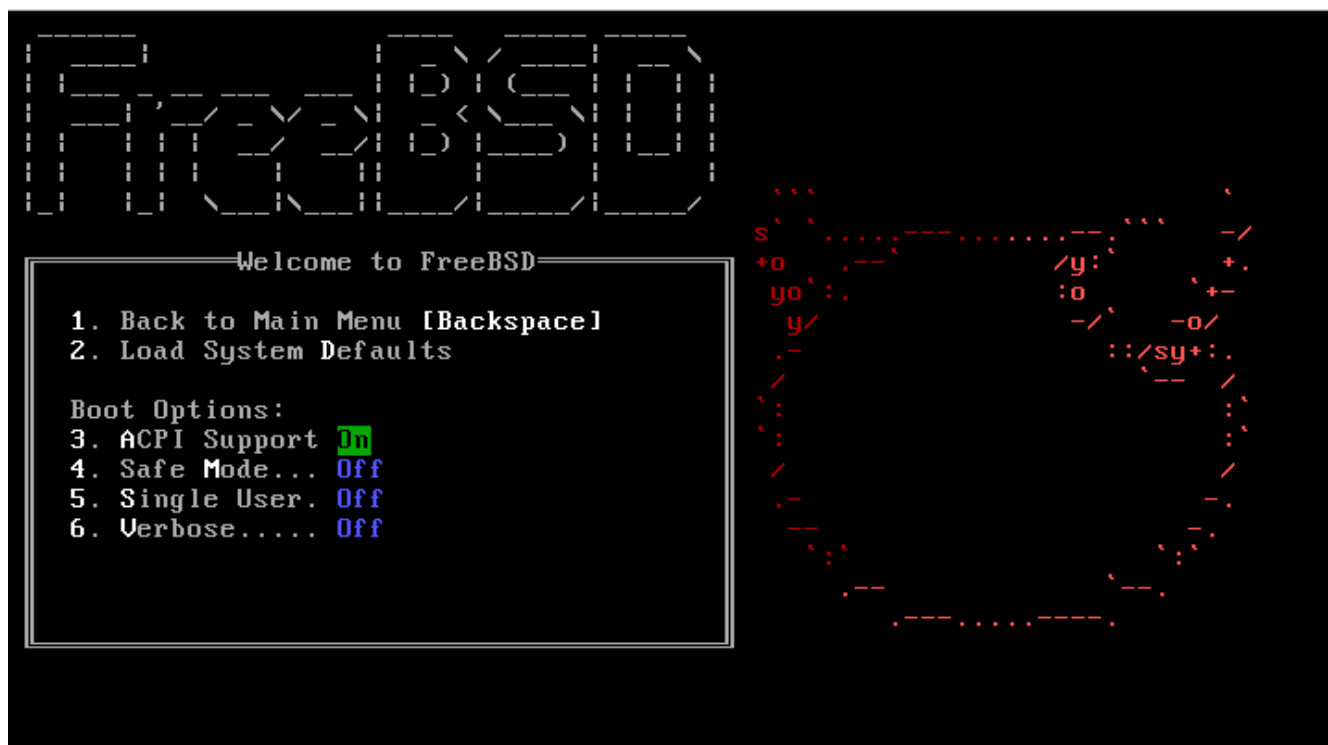 FreeBSD
Welcome to FreeBSD
1. Back to Main Menu [Backspace]
2. Load System Defaults
Boot Options:
3. ACPI Support On
4. Safe Mode... Off
5. Single User. Off
6. Verbose..... Off